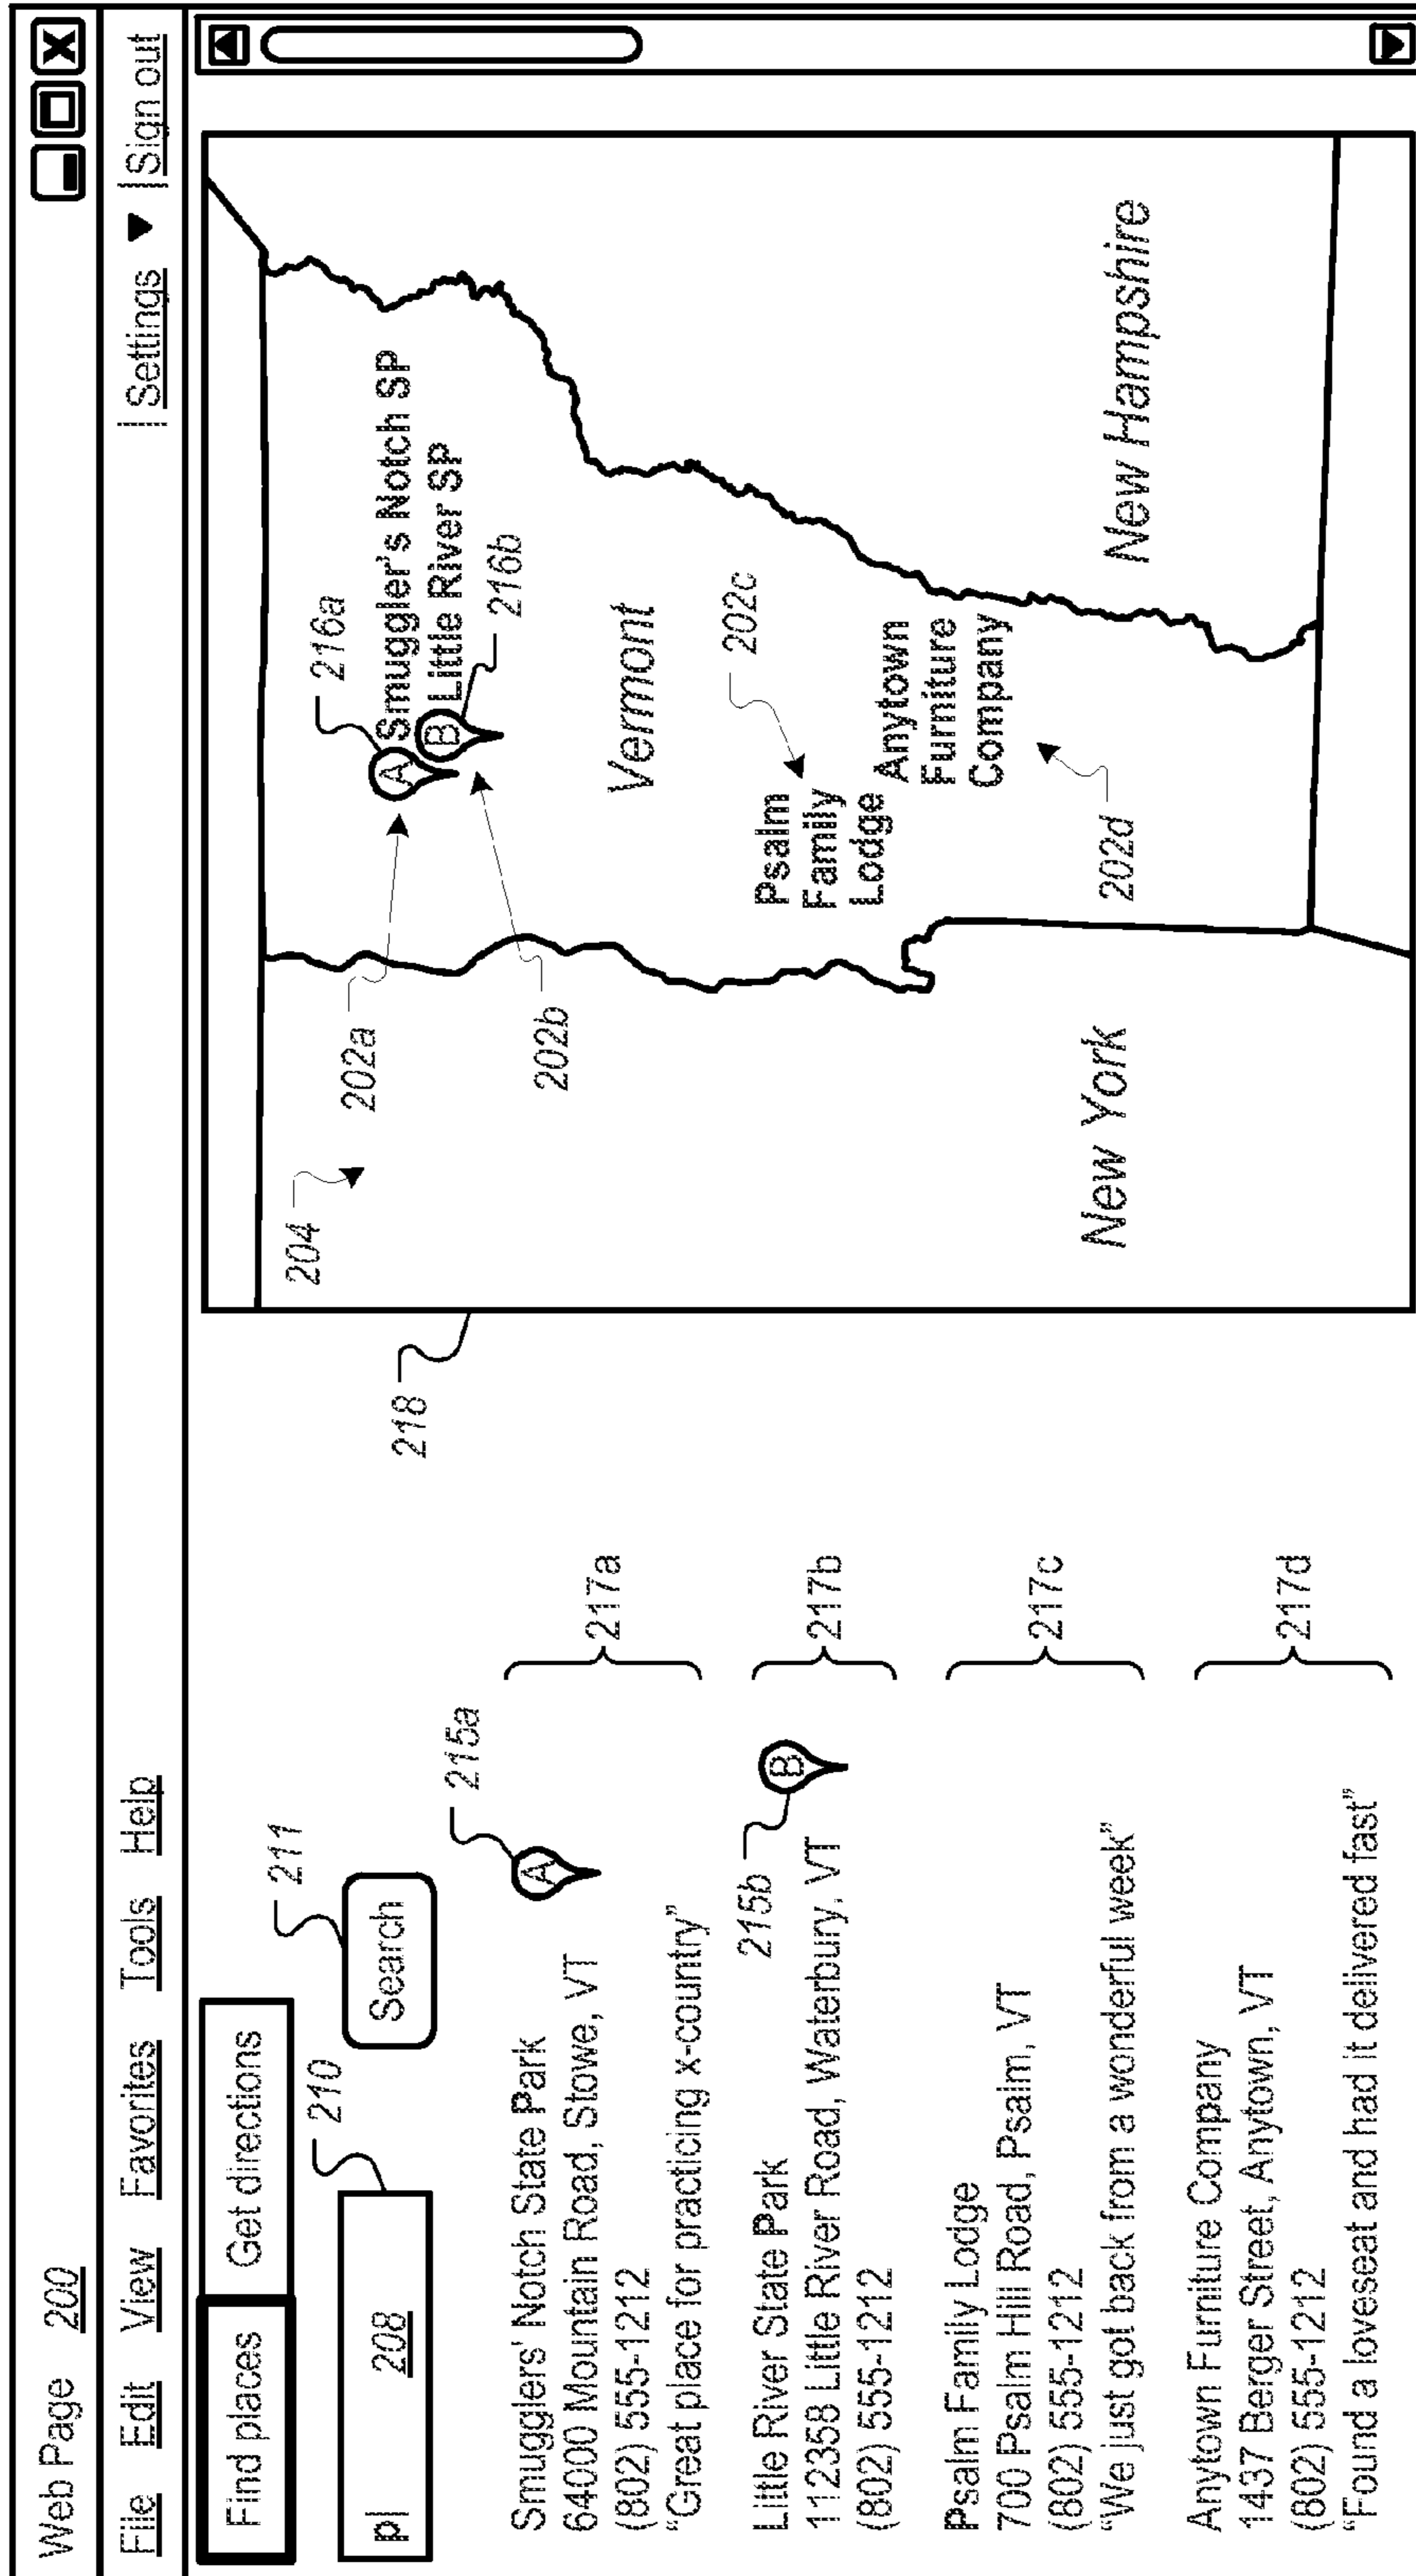 Web Page 200
File Edit View Favorites Tools Help
| Settings ▼ | Sign out
Find places Get directions
p| 208
210
Search
211
Smugglers' Notch State Park
64000 Mountain Road, Stowe, VT
(802) 555-1212
“Great place for practicing x-country”
A
215a
217a
Little River State Park
112358 Little River Road, Waterbury, VT
(802) 555-1212
B
215b
217b
Psalm Family Lodge
700 Psalm Hill Road, Psalm, VT
(802) 555-1212
“We just got back from a wonderful week”
217c
Anytown Furniture Company
1437 Berger Street, Anytown, VT
(802) 555-1212
“Found a loveseat and had it delivered fast”
217d
218
204
202a
216a
A
Smuggler's Notch SP
B
Little River SP
216b
202b
Vermont
202c
Psalm
Family
Lodge
Anytown
Furniture
Company
202d
New York
New Hampshire